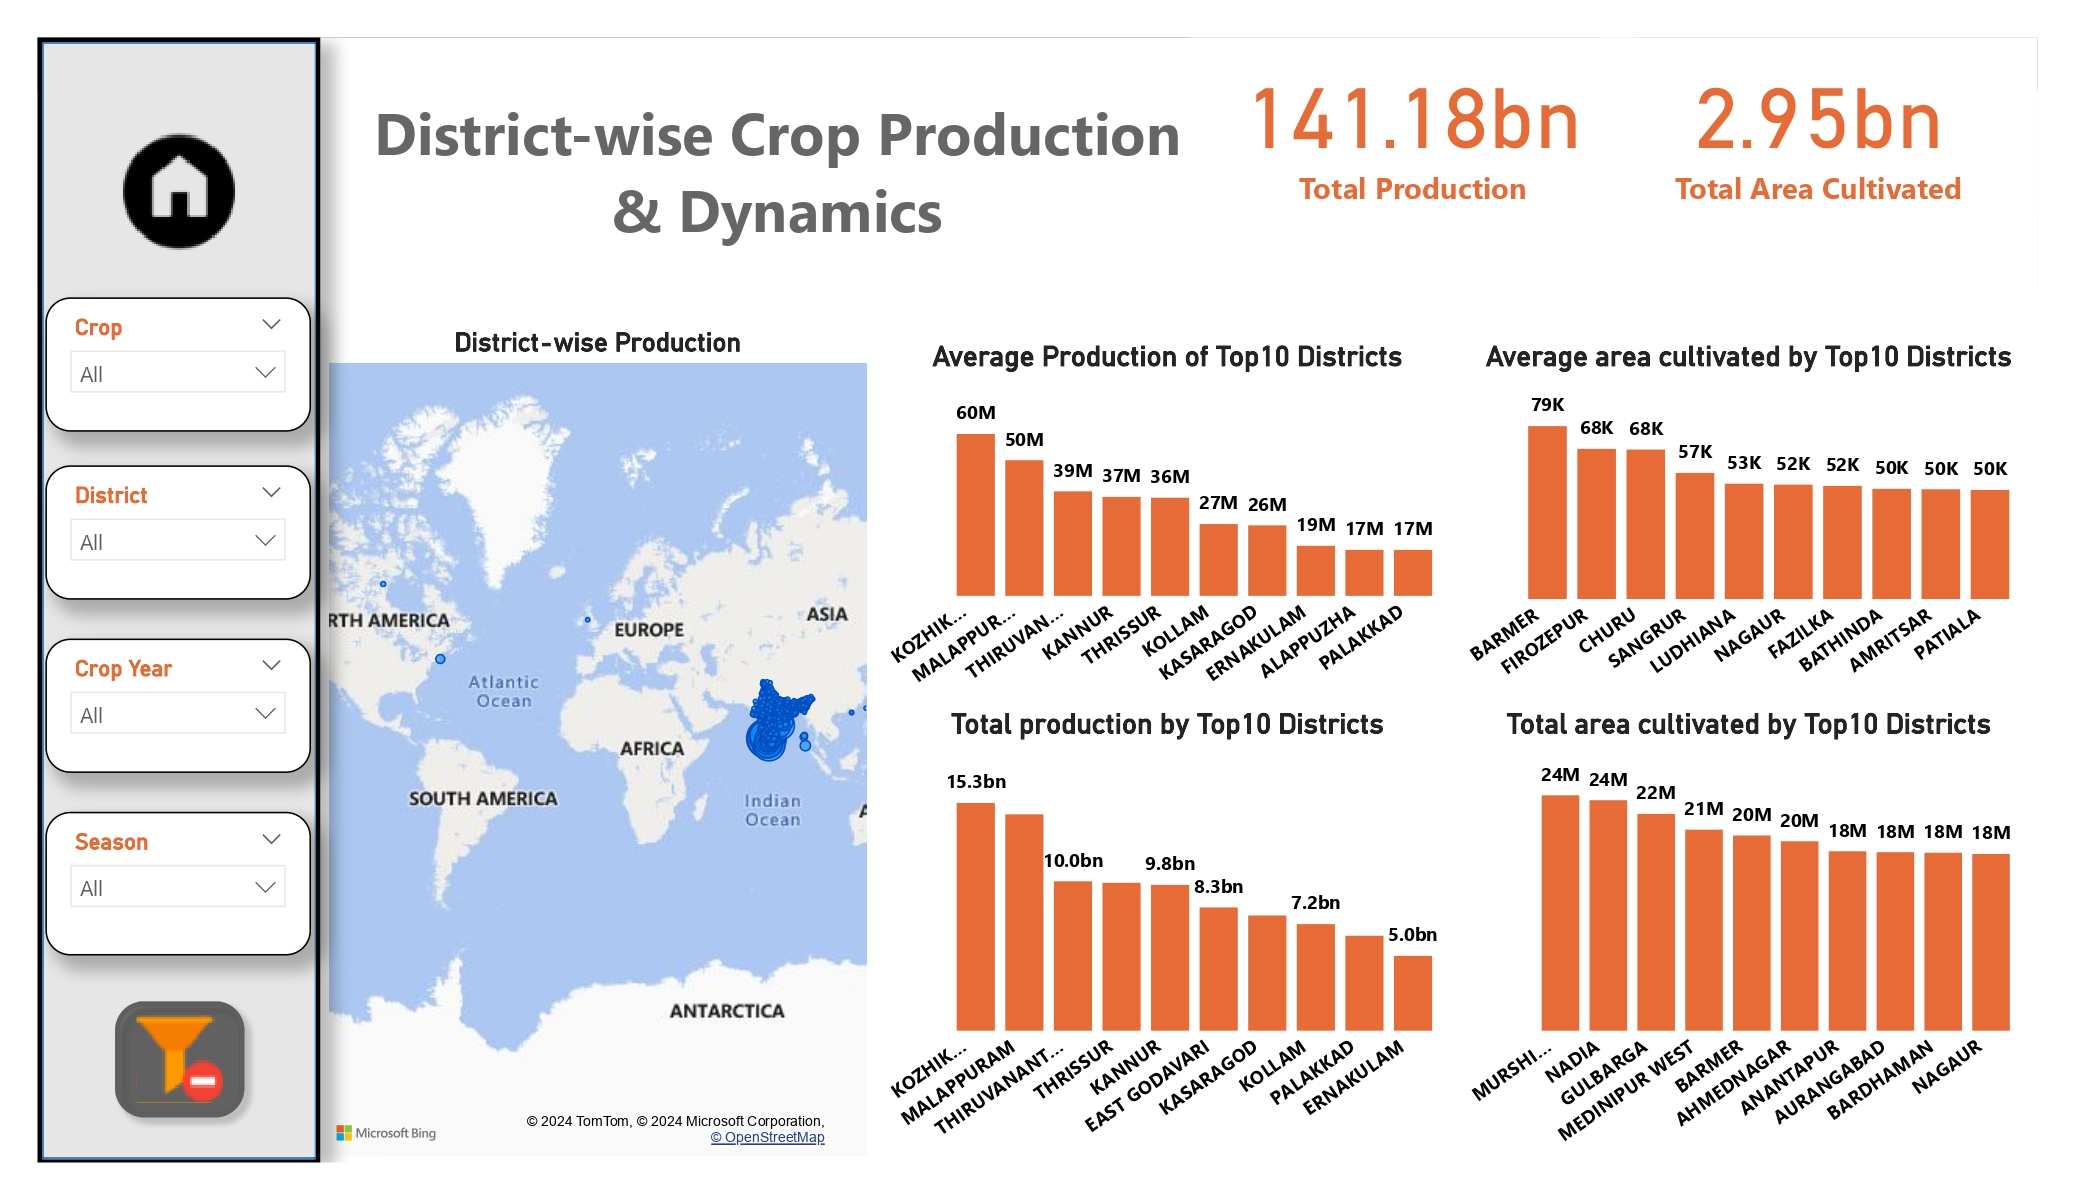 District-wise Crop Production
& Dynamics
141.18bn
Total Production
2.95bn
Total Area Cultivated
Crop
All
District
All
Crop Year
All
Season
All
District-wise Production
RTH AMERICA
EUROPE
ASIA
Atlantic
Ocean
AFRICA
SOUTH AMERICA
Indian
Ocean
A
ANTARCTICA
Microsoft Bing
© 2024 TomTom, © 2024 Microsoft Corporation,
© OpenStreetMap
Average Production of Top10 Districts
60M
50M
39M
37M
36M
27M
26M
19M
17M
17M
KOZHIK...
MALAPPUR...
THIRUVAN...
KANNUR
THRISSUR
KOLLAM
KASARAGOD
ERNAKULAM
ALAPPUZHA
PALAKKAD
Average area cultivated by Top10 Districts
79K
68K
68K
57K
53K
52K
52K
50K
50K
50K
BARMER
FIROZEPUR
CHURU
SANGRUR
LUDHIANA
NAGAUR
FAZILKA
BATHINDA
AMRITSAR
PATIALA
Total production by Top10 Districts
15.3bn
10.0bn
9.8bn
8.3bn
7.2bn
5.0bn
KOZHIK...
MALAPPURAM
THIRUVANANT...
THRISSUR
KANNUR
EAST GODAVARI
KASARAGOD
KOLLAM
PALAKKAD
ERNAKULAM
Total area cultivated by Top10 Districts
24M
24M
22M
21M
20M
20M
18M
18M
18M
18M
MURSHI...
NADIA
GULBARGA
MEDINIPUR WEST
BARMER
AHMEDNAGAR
ANANTAPUR
AURANGABAD
BARDHAMAN
NAGAUR